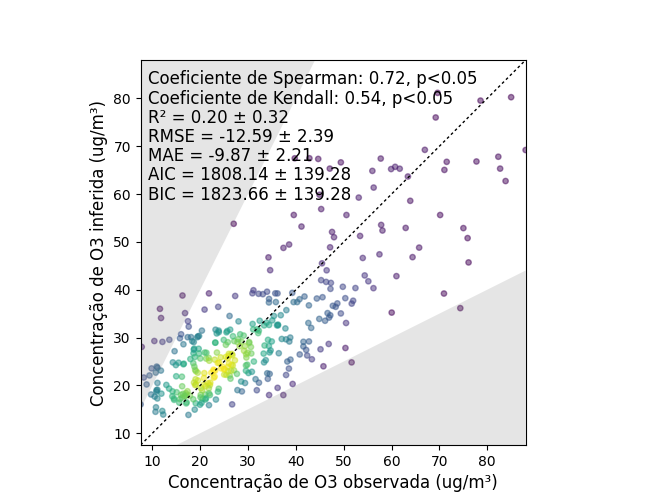 Coeficiente de Spearman: 0.72, p<0.05
Coeficiente de Kendall: 0.54, p<0.05
R² = 0.20 ± 0.32
RMSE = -12.59 ± 2.39
MAE = -9.87 ± 2.21
AIC = 1808.14 ± 139.28
BIC = 1823.66 ± 139.28
Concentração de O3 inferida (ug/m³)
80
70
60
50
40
30
20
10
10 20 30 40 50 60 70 80
Concentração de O3 observada (ug/m³)